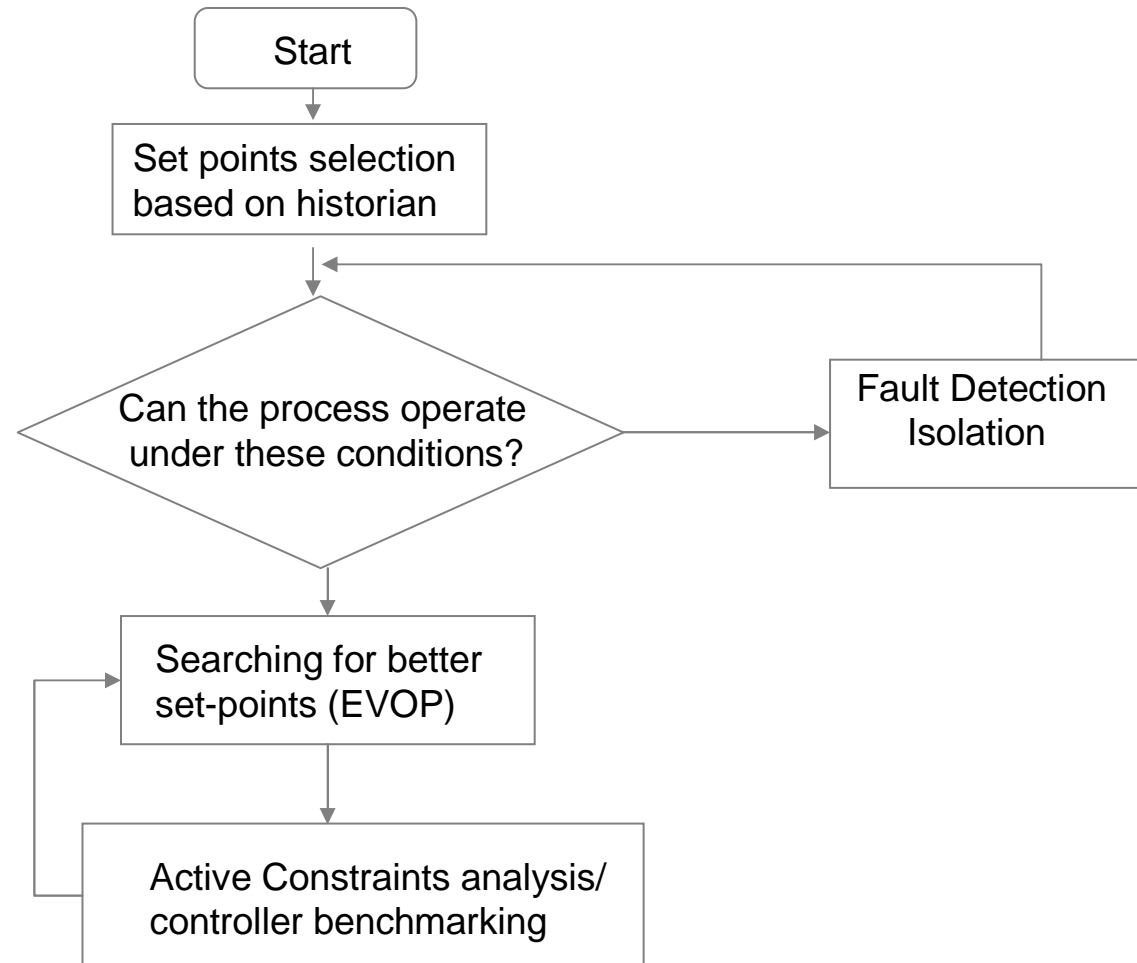 Start
Set points selection
based on historian
Can the process operate
under these conditions?
Fault Detection
Isolation
Searching for better
set-points (EVOP)
Active Constraints analysis/
controller benchmarking